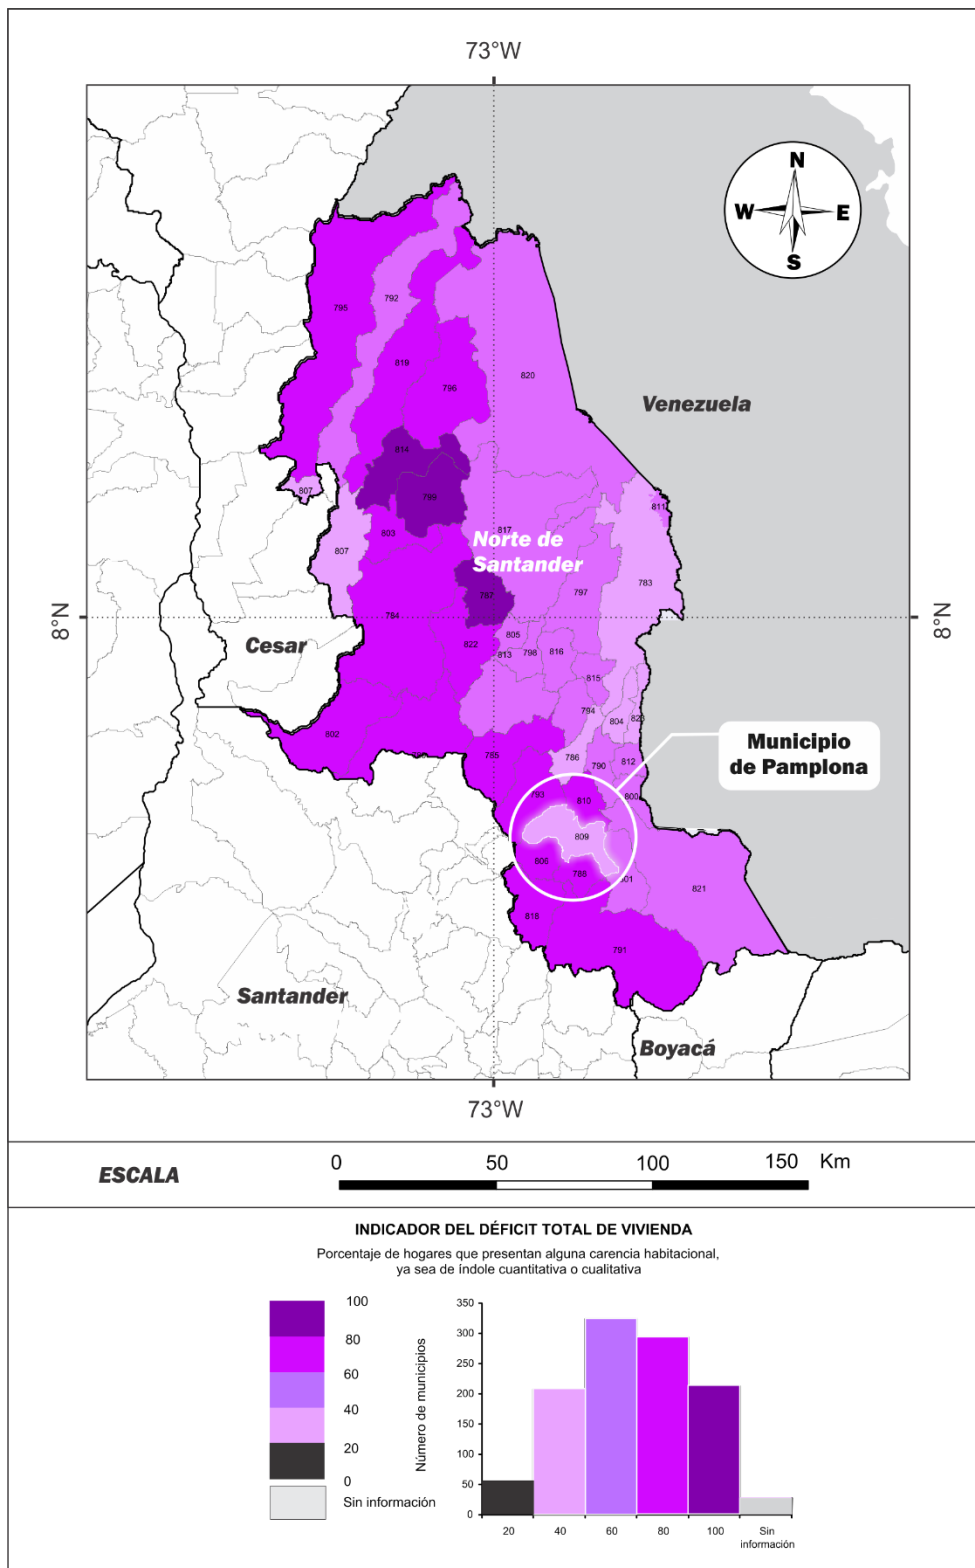 73°W
N
W
E
S
795
792
819
796
820
Venezuela
814
799
807
811
803
817
Norte de
Santander
807
797
783
787
784
8°N
8°N
Cesar
822
805
813
798
816
815
794
804
823
802
785
786
790
812
Municipio
de Pamplona
793
810
800
809
806
788
821
818
791
Santander
Boyacá
73°W
ESCALA
0
50
100
150
Km
INDICADOR DEL DÉFICIT TOTAL DE VIVIENDA
Porcentaje de hogares que presentan alguna carencia habitacional,
ya sea de índole cuantitativa o cualitativa
100
80
60
40
20
0
Sin información
Número de municipios
350
300
250
200
150
100
50
0
20
40
60
80
100
Sin
información